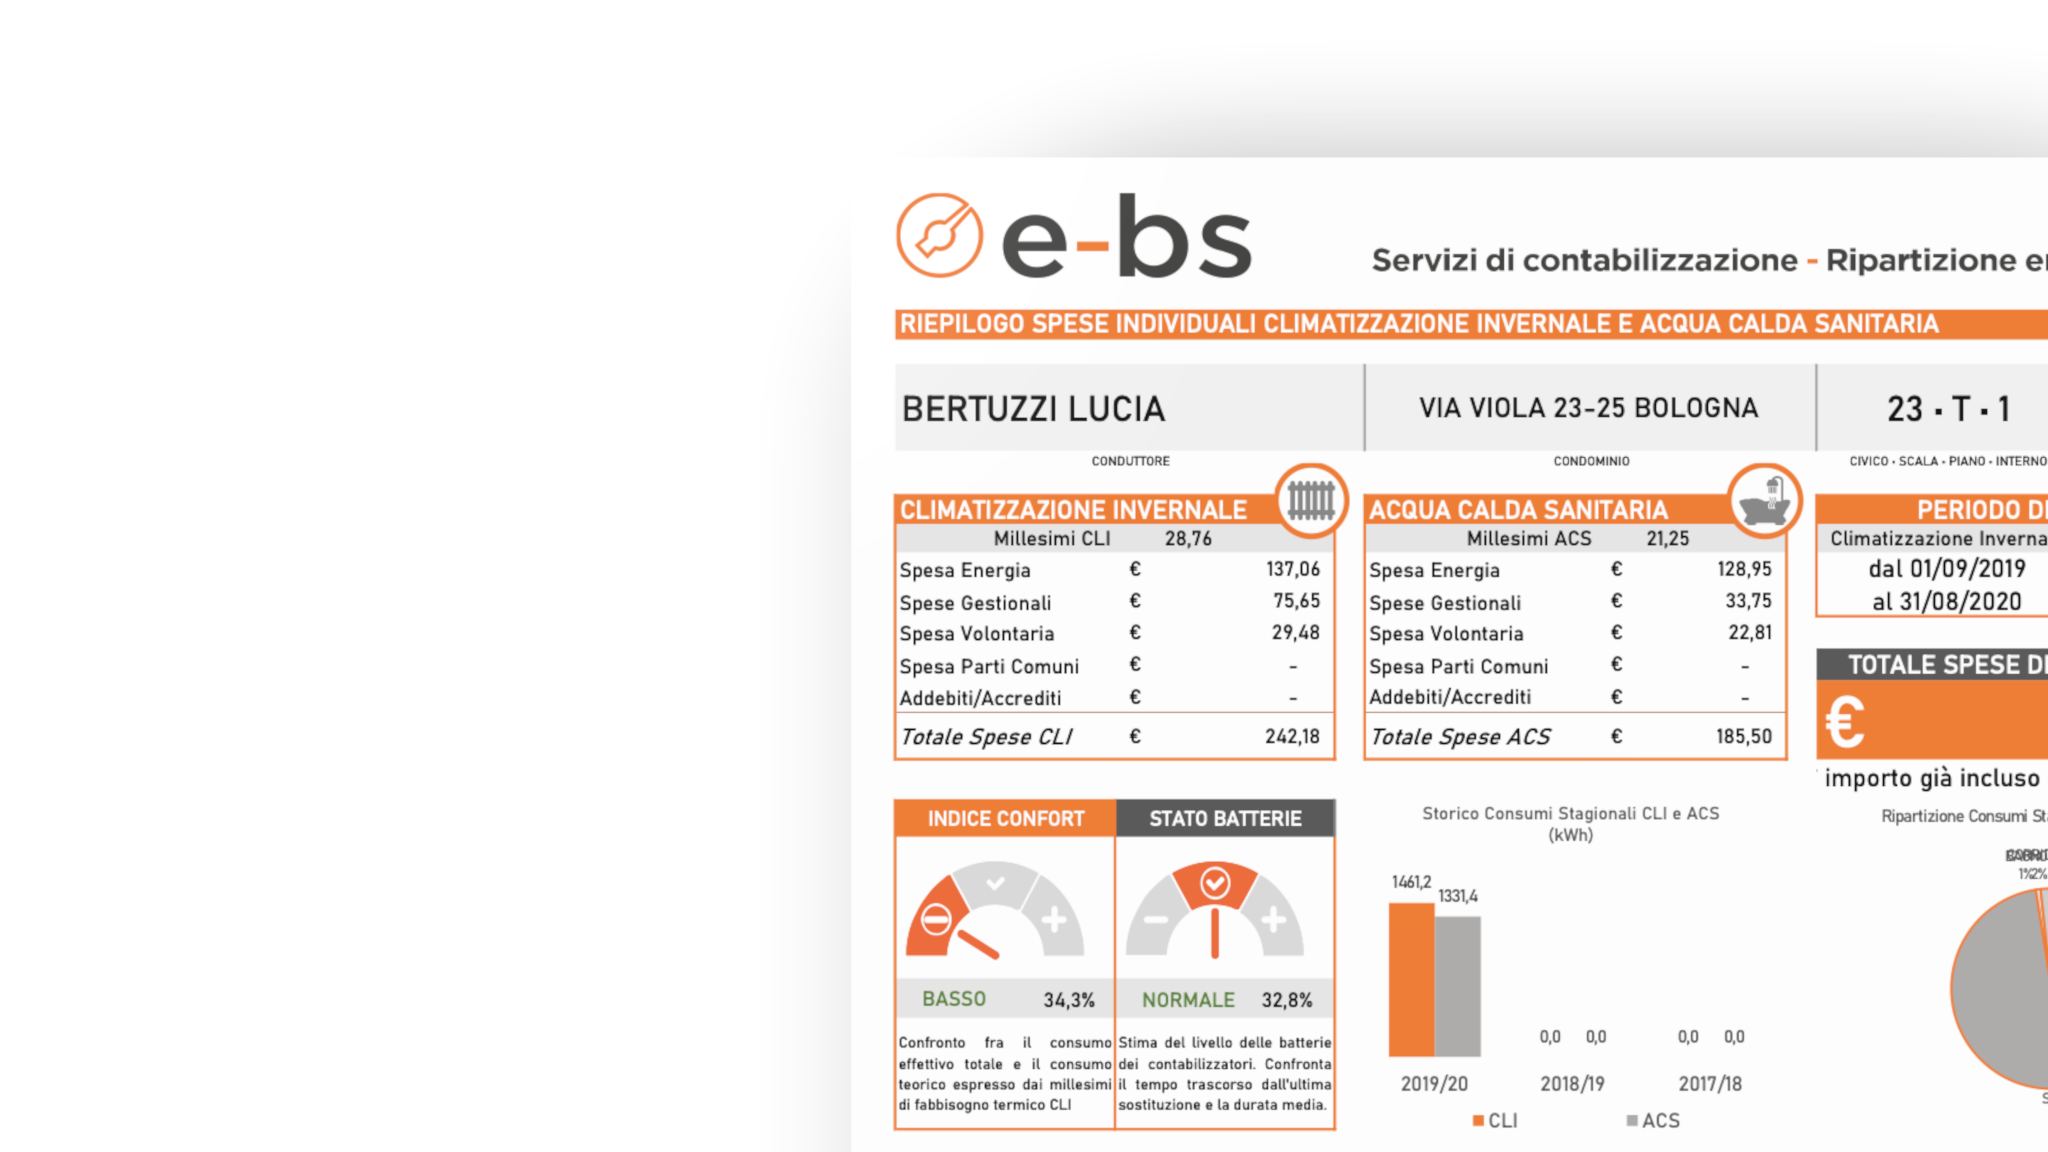 e-bs
Servizi di contabilizzazione - Ripartizione
RIEPILOGO SPESE INDIVIDUALI CLIMATIZZAZIONE INVERNALE E ACQUA CALDA SANITARIA
BERTUZZI LUCIA
VIA VIOLA 23-25 BOLOGNA
23 · T · 1
CONDUTTORE
CONDOMINIO
CIVICO · SCALA · PIANO · INTERNO
CLIMATIZZAZIONE INVERNALE
Millesimi CLI 28,76
Spesa Energia € 137,06
Spese Gestionali € 75,65
Spesa Volontaria € 29,48
Spesa Parti Comuni € -
Addebiti/Accrediti € -
Totale Spese CLI € 242,18
ACQUA CALDA SANITARIA
Millesimi ACS 21,25
Spesa Energia € 128,95
Spese Gestionali € 33,75
Spesa Volontaria € 22,81
Spesa Parti Comuni € -
Addebiti/Accrediti € -
Totale Spese ACS € 185,50
PERIODO
Climatizzazione
dal 01/09/2019
al 31/08/2020
TOTALE SPESE
€
importo già incluso
INDICE CONFORT
BASSO 34,3%
Confronto fra il consumo
effettivo totale e il consumo
teorico espresso dai millesimi
di fabbisogno termico CLI
STATO BATTERIE
NORMALE 32,8%
Stima del livello delle batterie
dei contabilizzatori. Confronta
il tempo trascorso dall'ultima
sostituzione e la durata media.
Storico Consumi Stagionali CLI e ACS
(kWh)
1461,2
1331,4
0,0 0,0 0,0 0,0
2019/20 2018/19 2017/18
CLI ACS
Ripartizione Consumi
1% 2%